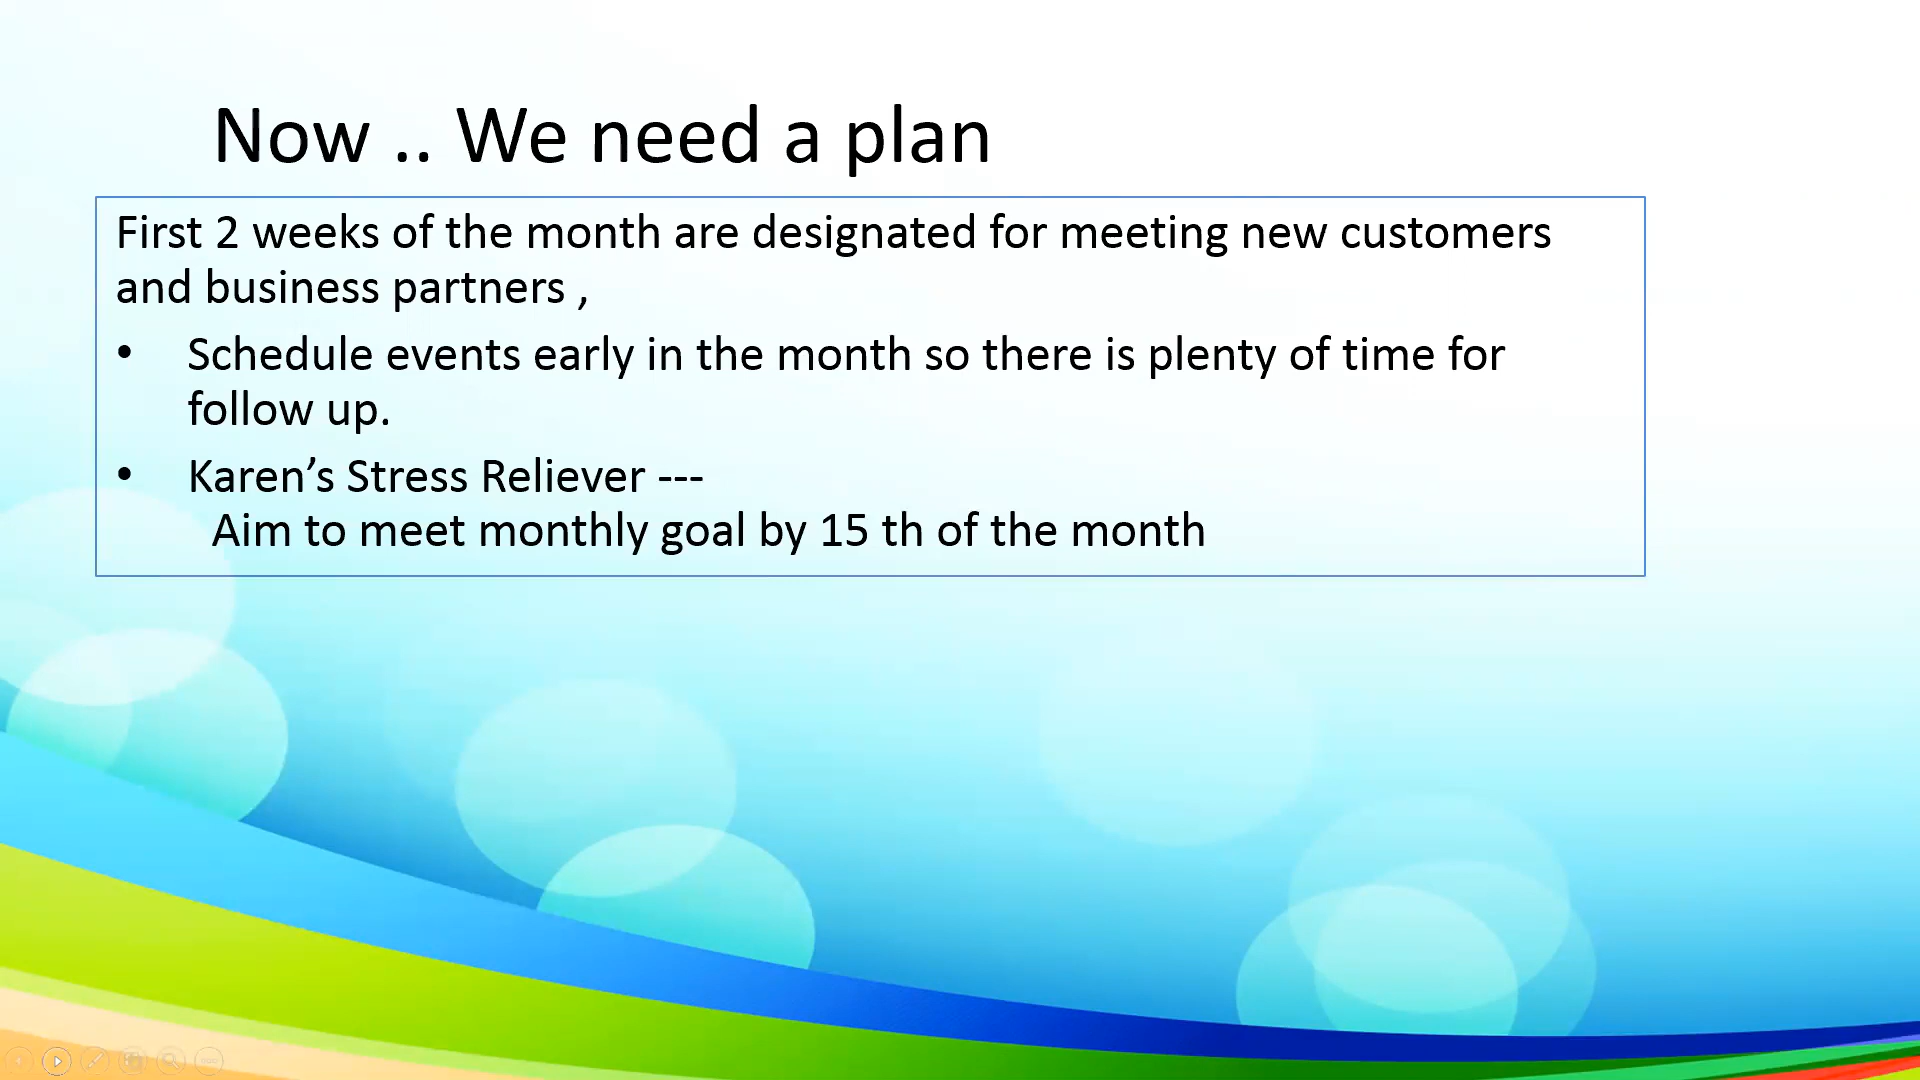 Now .. We need a plan
First 2 weeks of the month are designated for meeting new customers
and business partners ,
• Schedule events early in the month so there is plenty of time for
follow up.
• Karen’s Stress Reliever ---
Aim to meet monthly goal by 15 th of the month